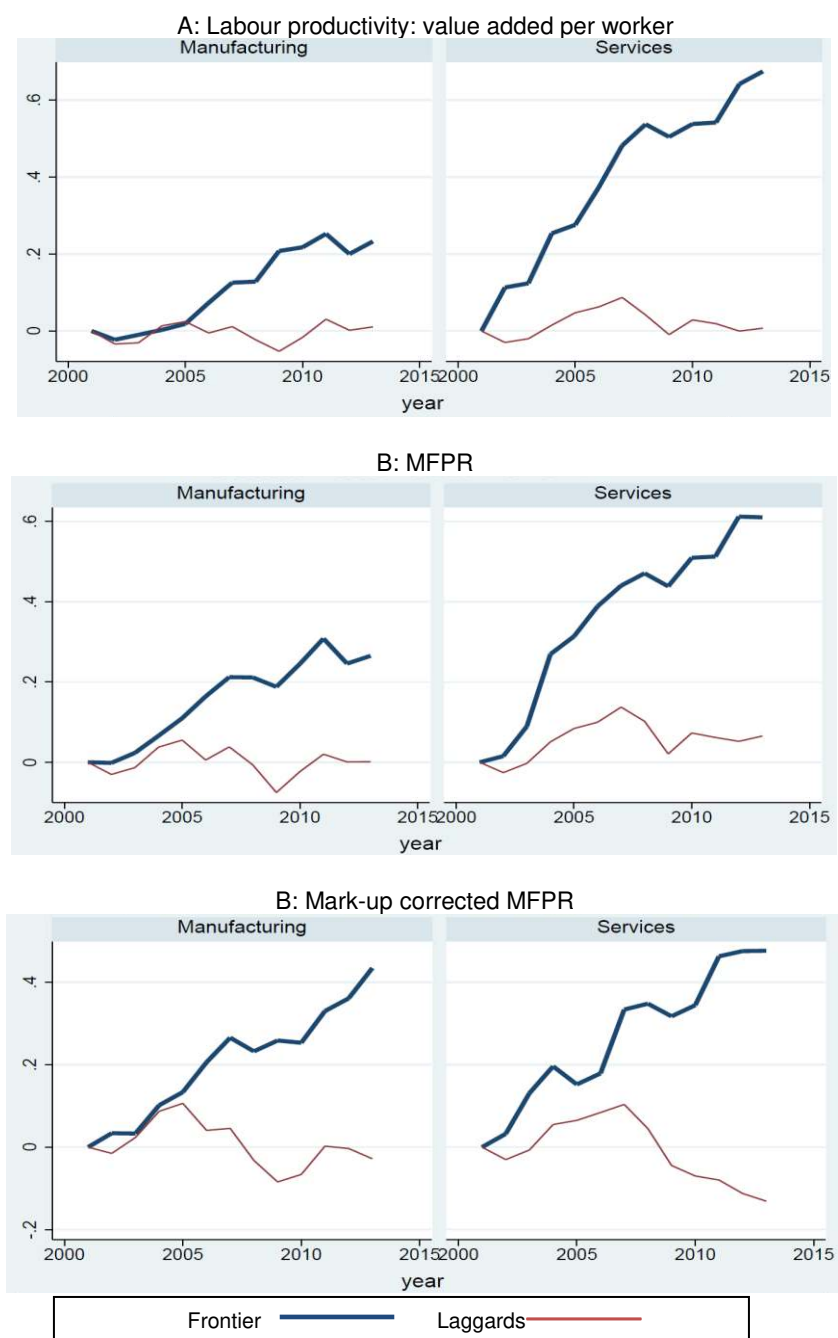 A: Labour productivity: value added per worker
Manufacturing Services
.6
.4
.2
0
2000 2005 2010 2015 2000 2005 2010 2015
year
B: MFPR
Manufacturing Services
.6
.4
.2
0
2000 2005 2010 2015 2000 2005 2010 2015
year
B: Mark-up corrected MFPR
Manufacturing Services
.4
.2
0
-.2
2000 2005 2010 2015 2000 2005 2010 2015
year
Frontier Laggards